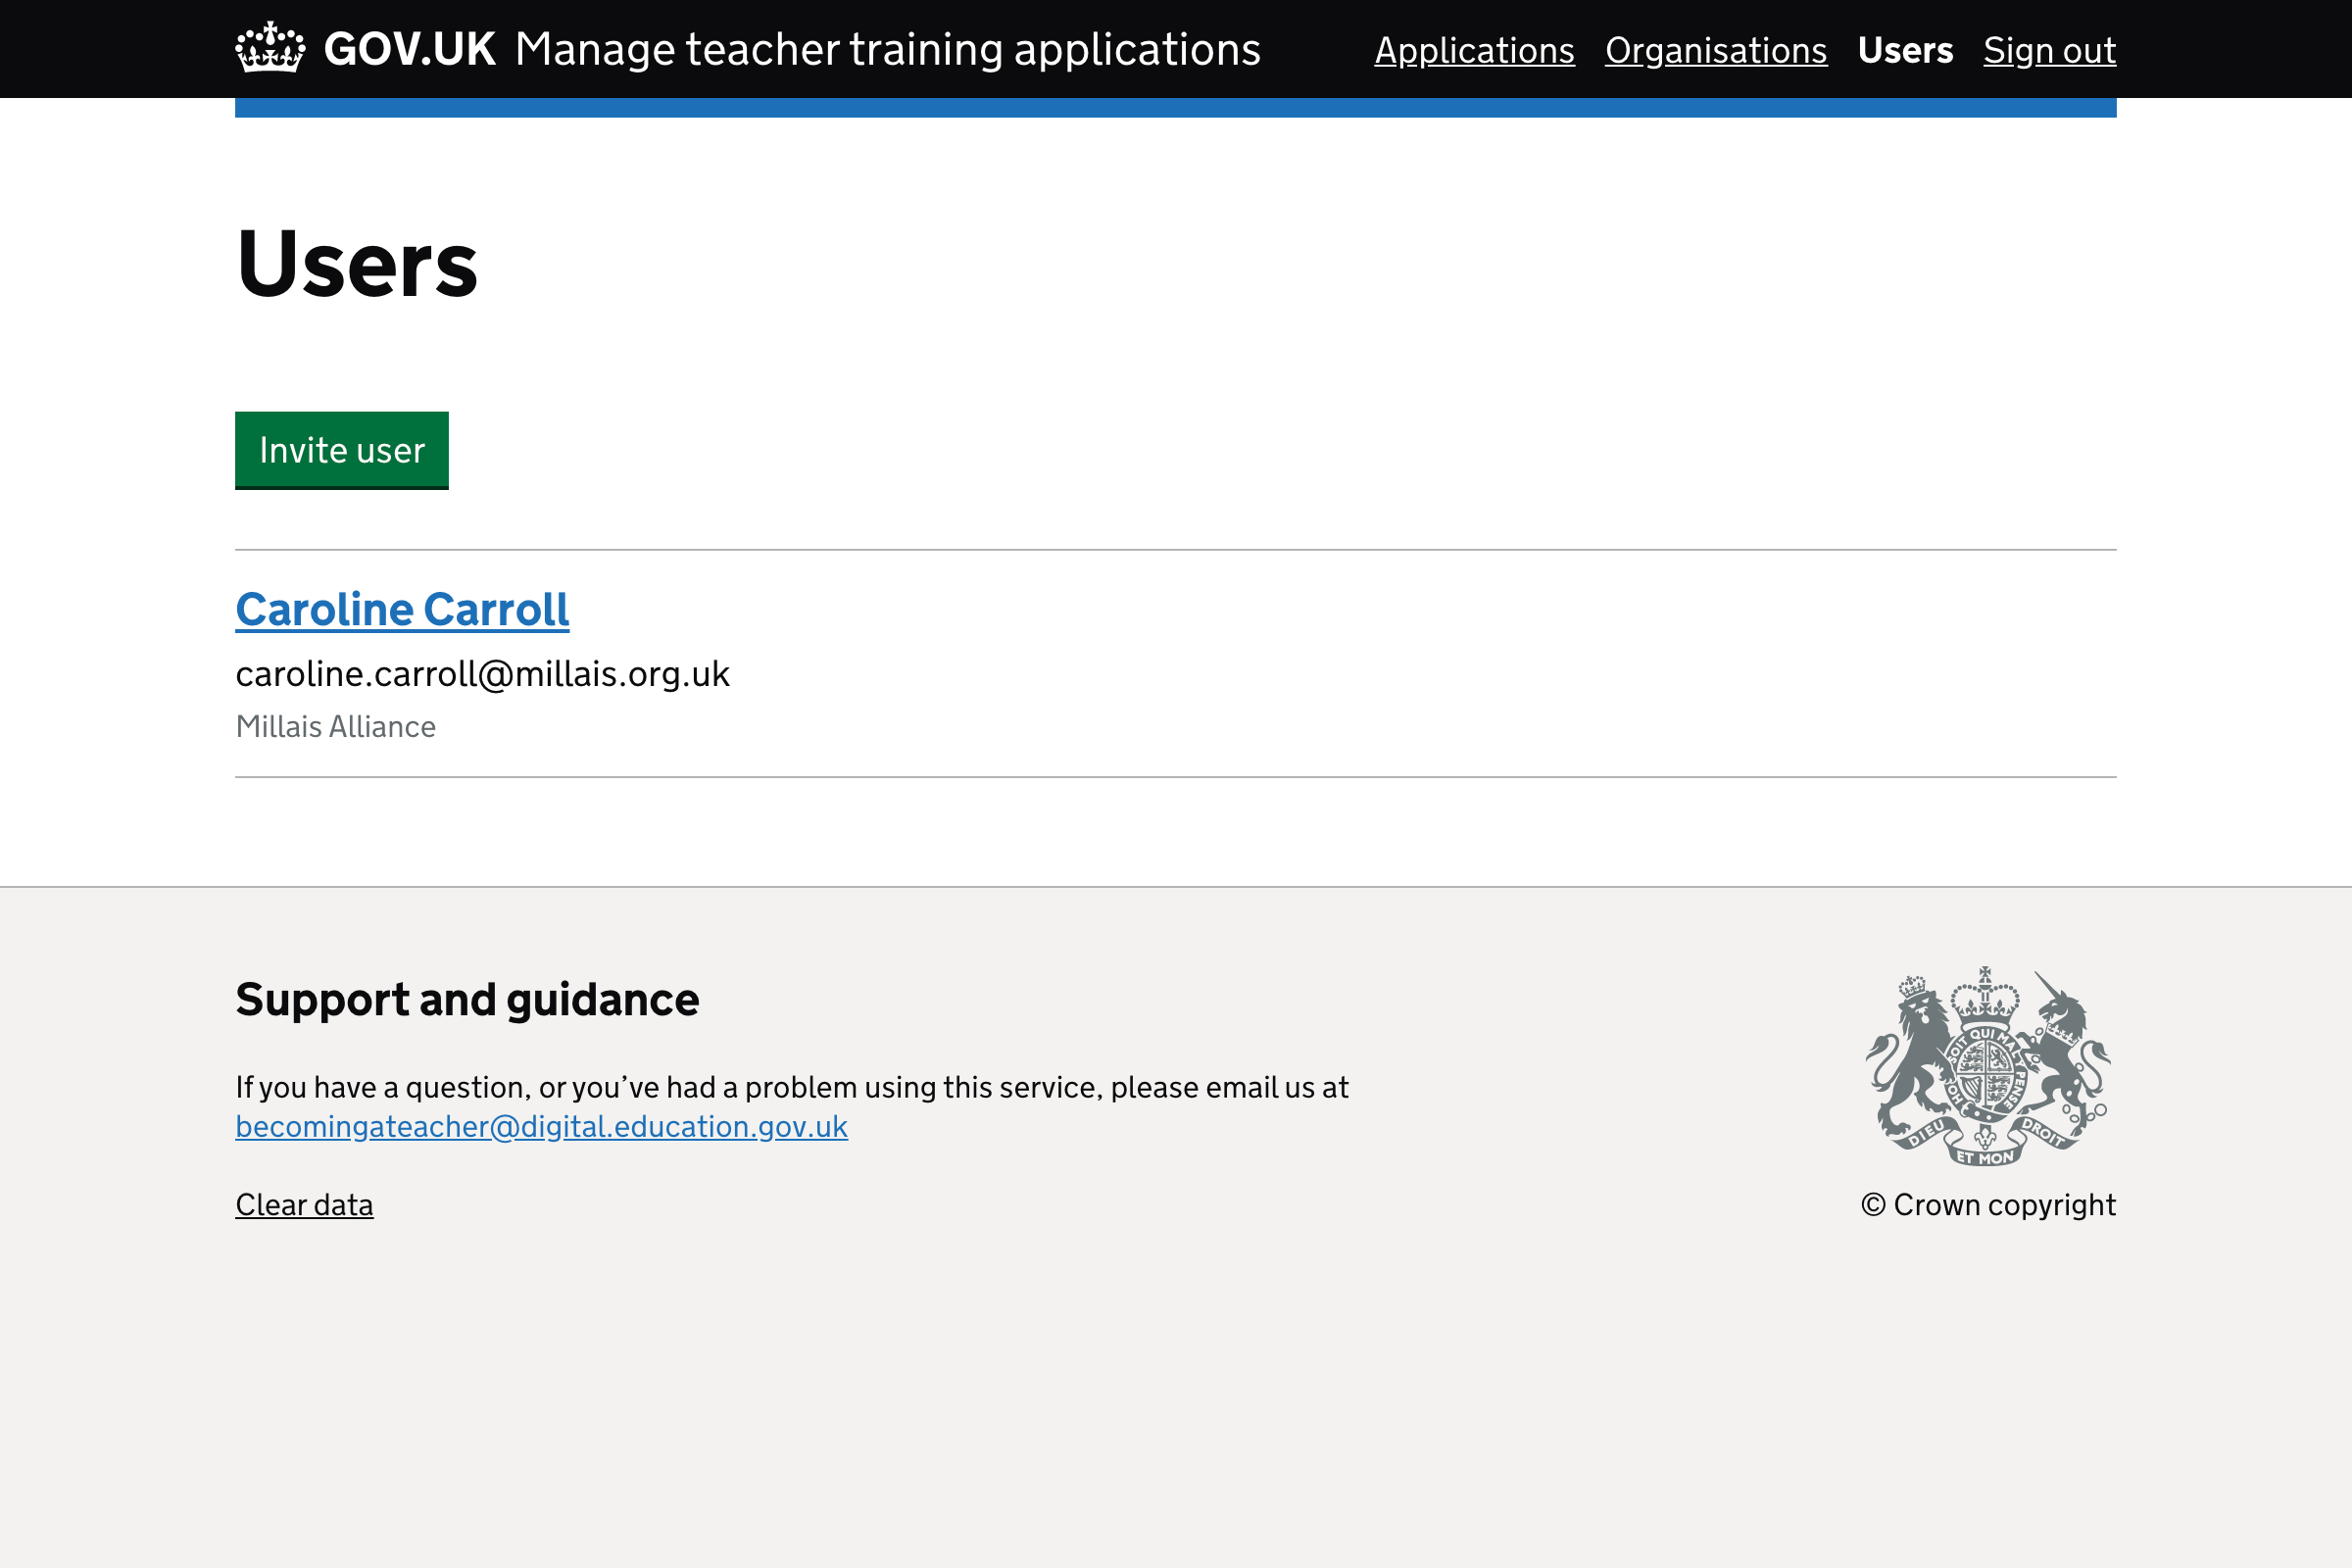 GOV.UK Manage teacher training applications Applications Organisations Users Sign out
Users
Invite user
Caroline Carroll
caroline.carroll@millais.org.uk
Millais Alliance
Support and guidance
If you have a question, or you’ve had a problem using this service, please email us at
becomingateacher@digital.education.gov.uk
Clear data
SOIT QUI MAL Y PENSE
HON
DIEU
ET MON
DROIT
© Crown copyright